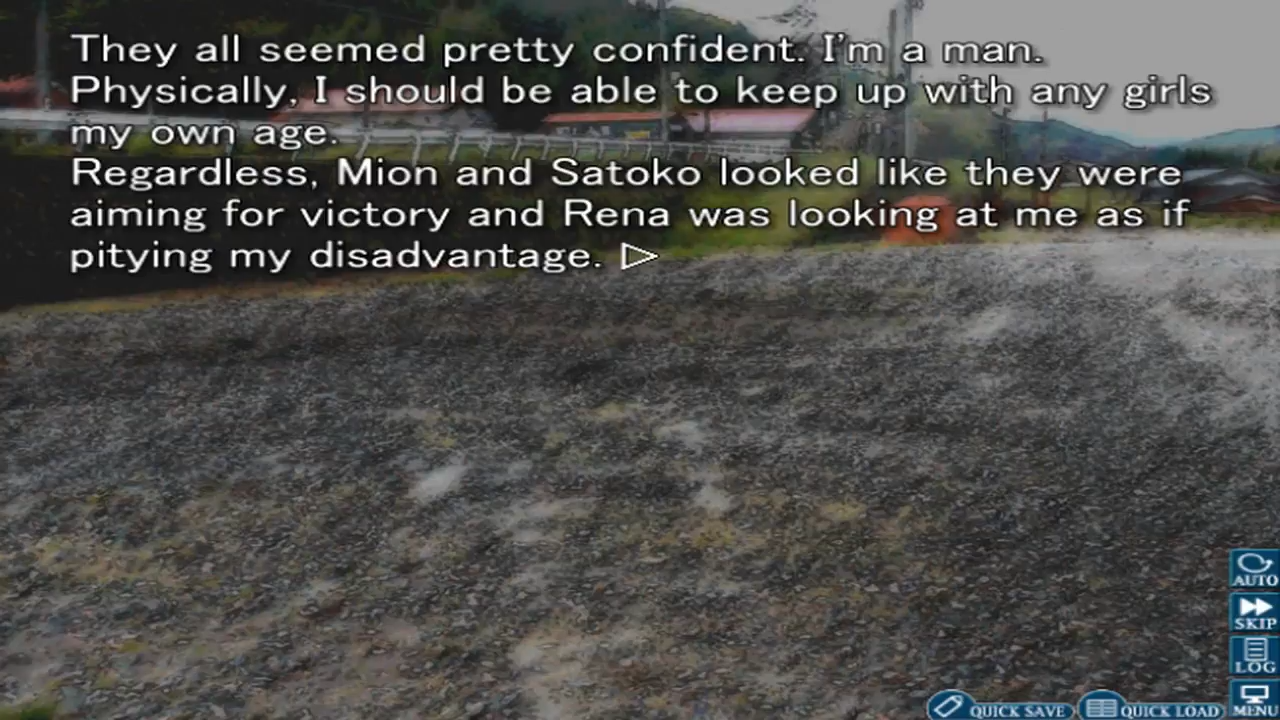 They all seemed pretty confident. I'm a man.
Physically, I should be able to keep up with any girls
my own age.
Regardless, Mion and Satoko looked like they were
aiming for victory and Rena was looking at me as if
pitying my disadvantage.
AUTO
SKIP
LOG
MENU
QUICK SAVE
QUICK LOAD